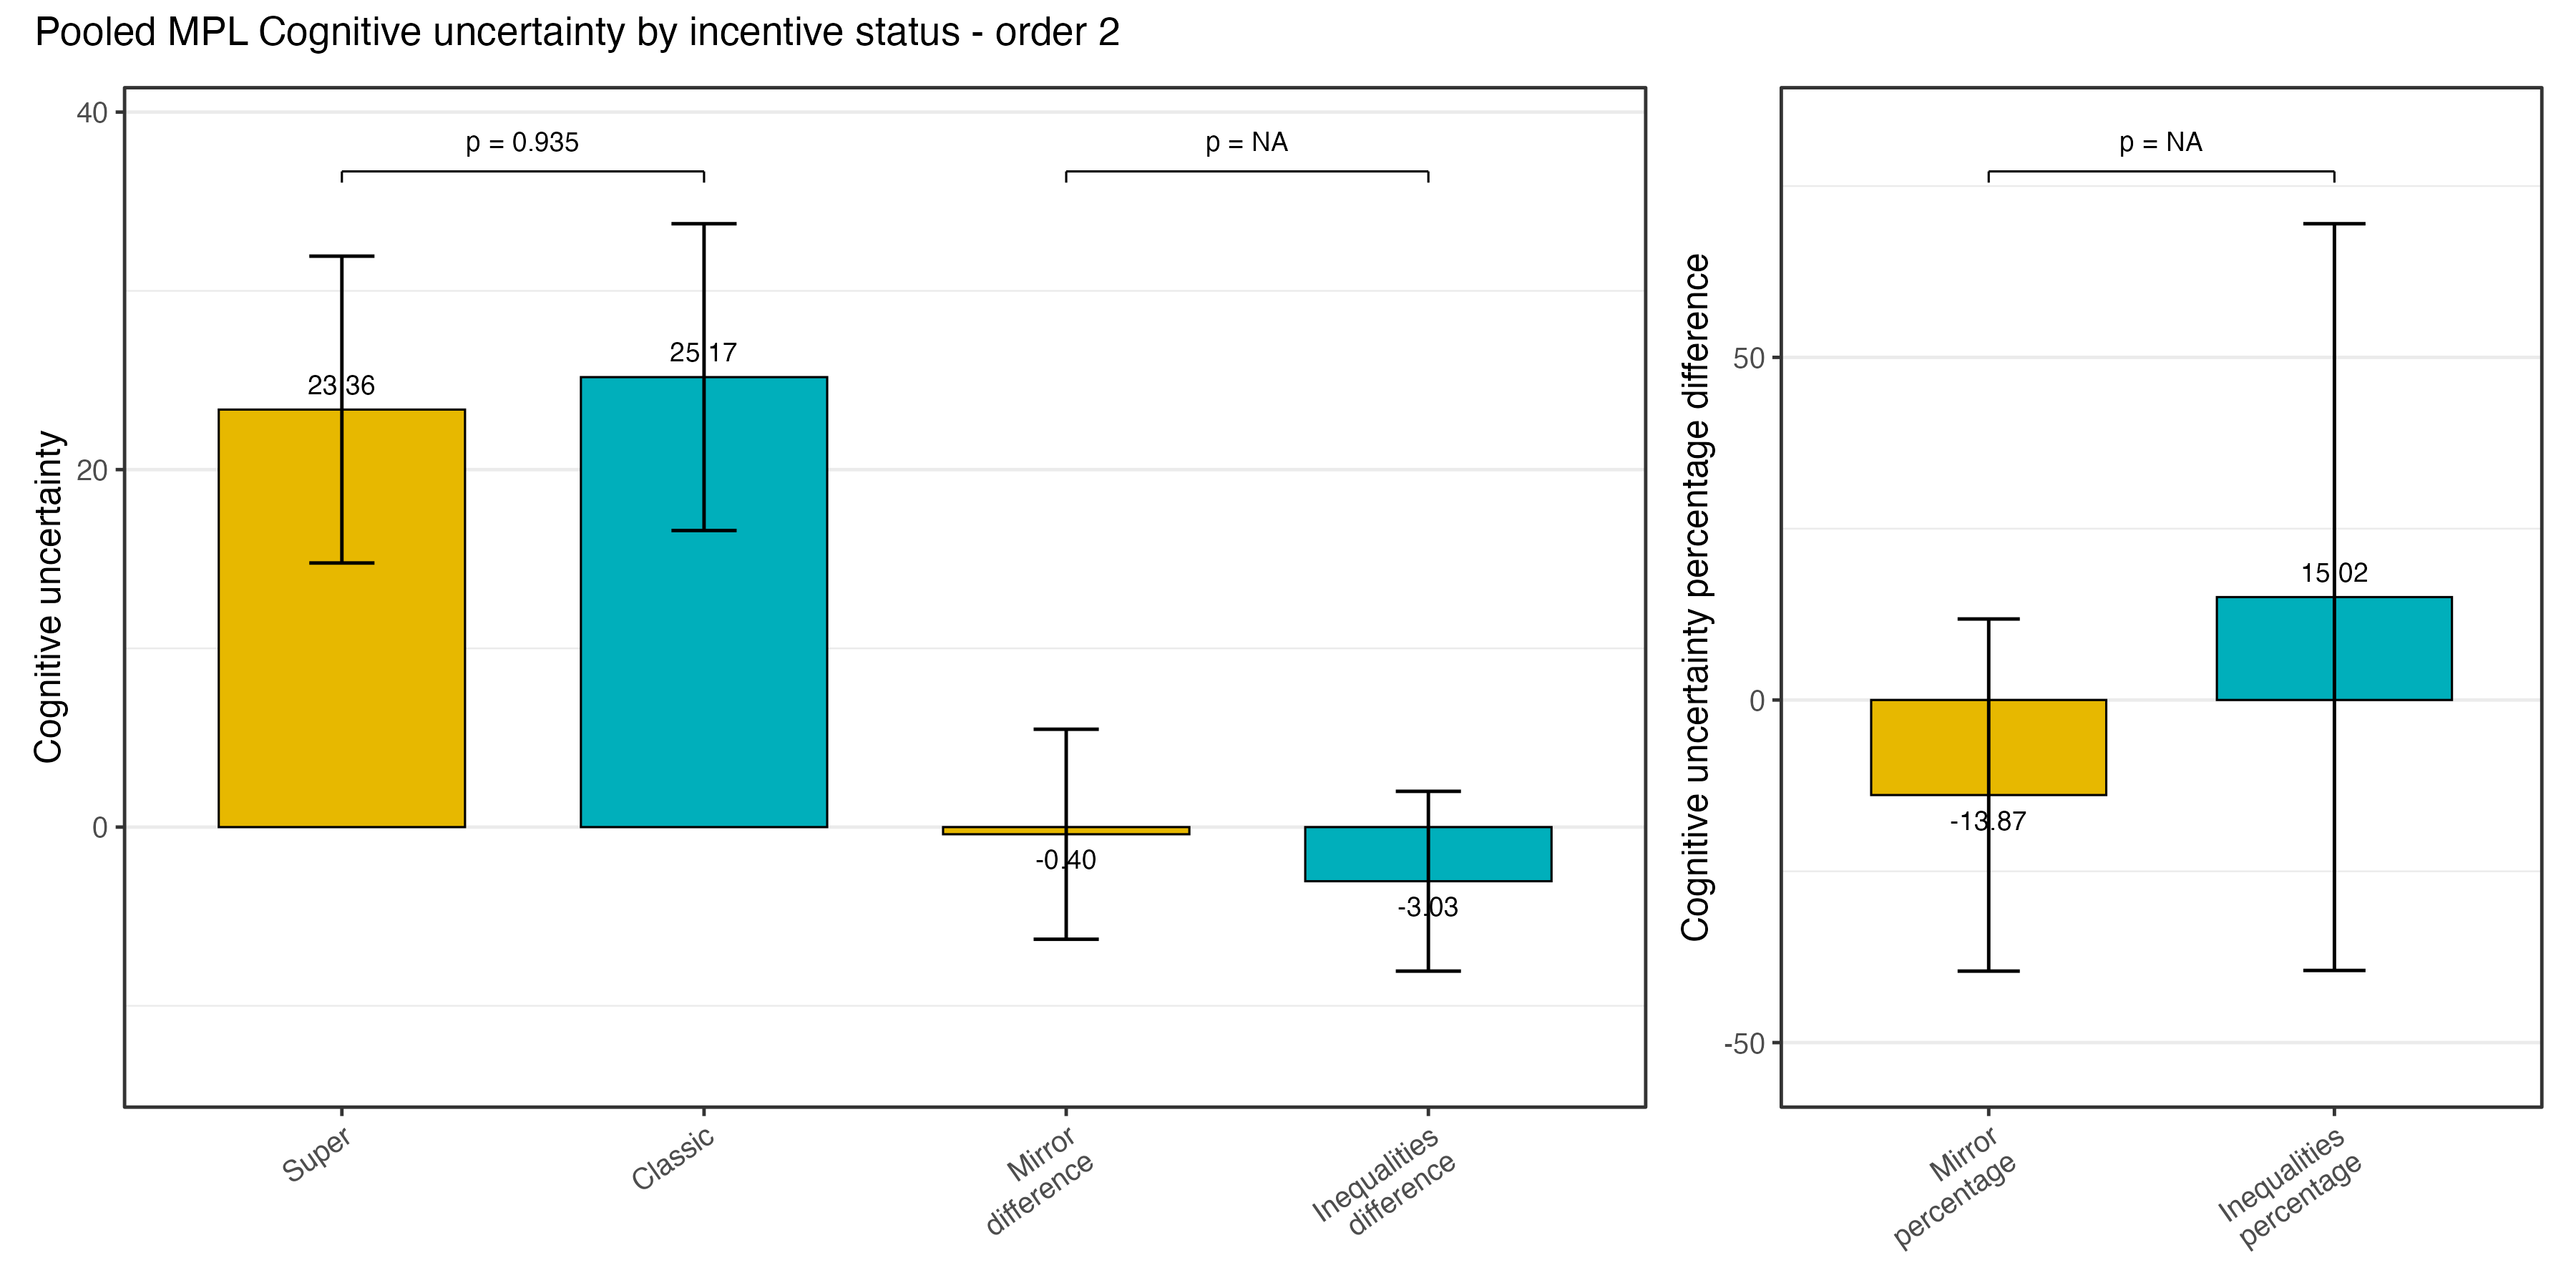 Pooled MPL Cognitive uncertainty by incentive status - order 2
Cognitive uncertainty
40
20
0
p = 0.935
p = NA
23.36
25.17
-0.40
-3.03
Super
Classic
Mirror
difference
Inequalities
difference
Cognitive uncertainty percentage difference
50
0
-50
p = NA
-13.87
15.02
Mirror
percentage
Inequalities
percentage